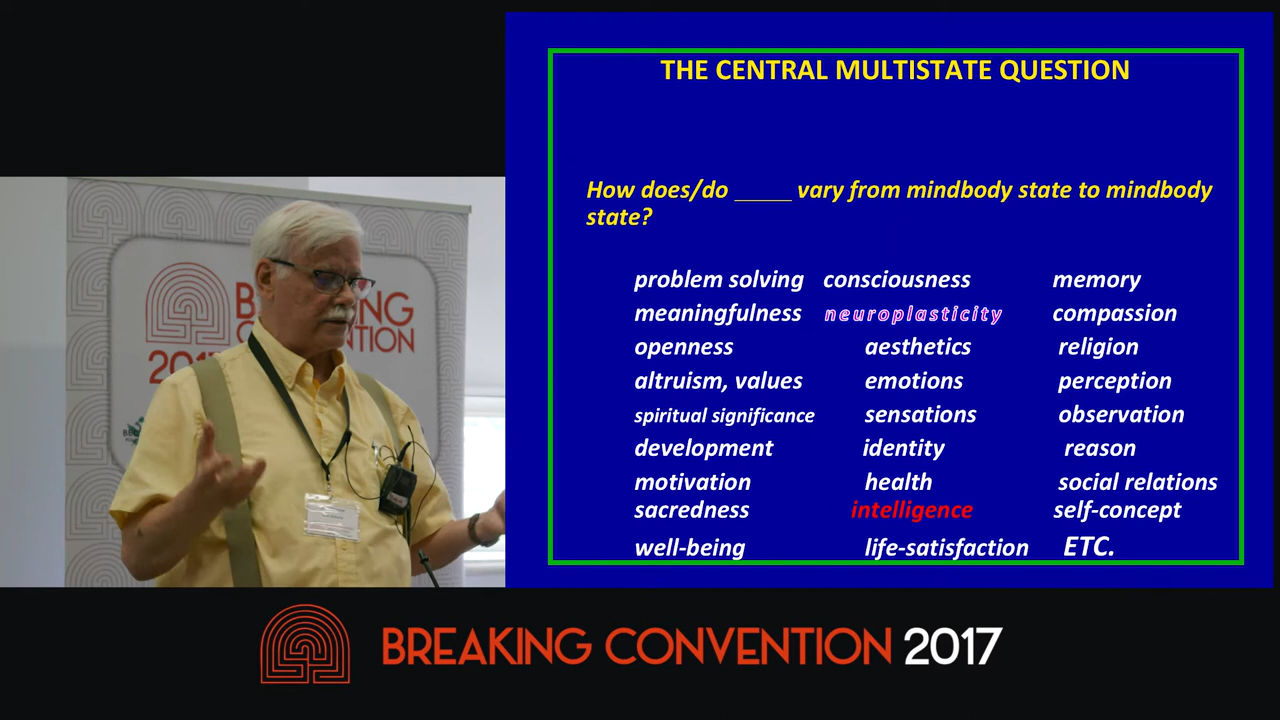 THE CENTRAL MULTISTATE QUESTION
How does/do _____ vary from mindbody state to mindbody
state?
problem solving consciousness memory
meaningfulness neuroplasticity compassion
openness aesthetics religion
altruism, values emotions perception
spiritual significance sensations observation
development identity reason
motivation health social relations
sacredness intelligence self-concept
well-being life-satisfaction ETC.
BREAKING CONVENTION 2017